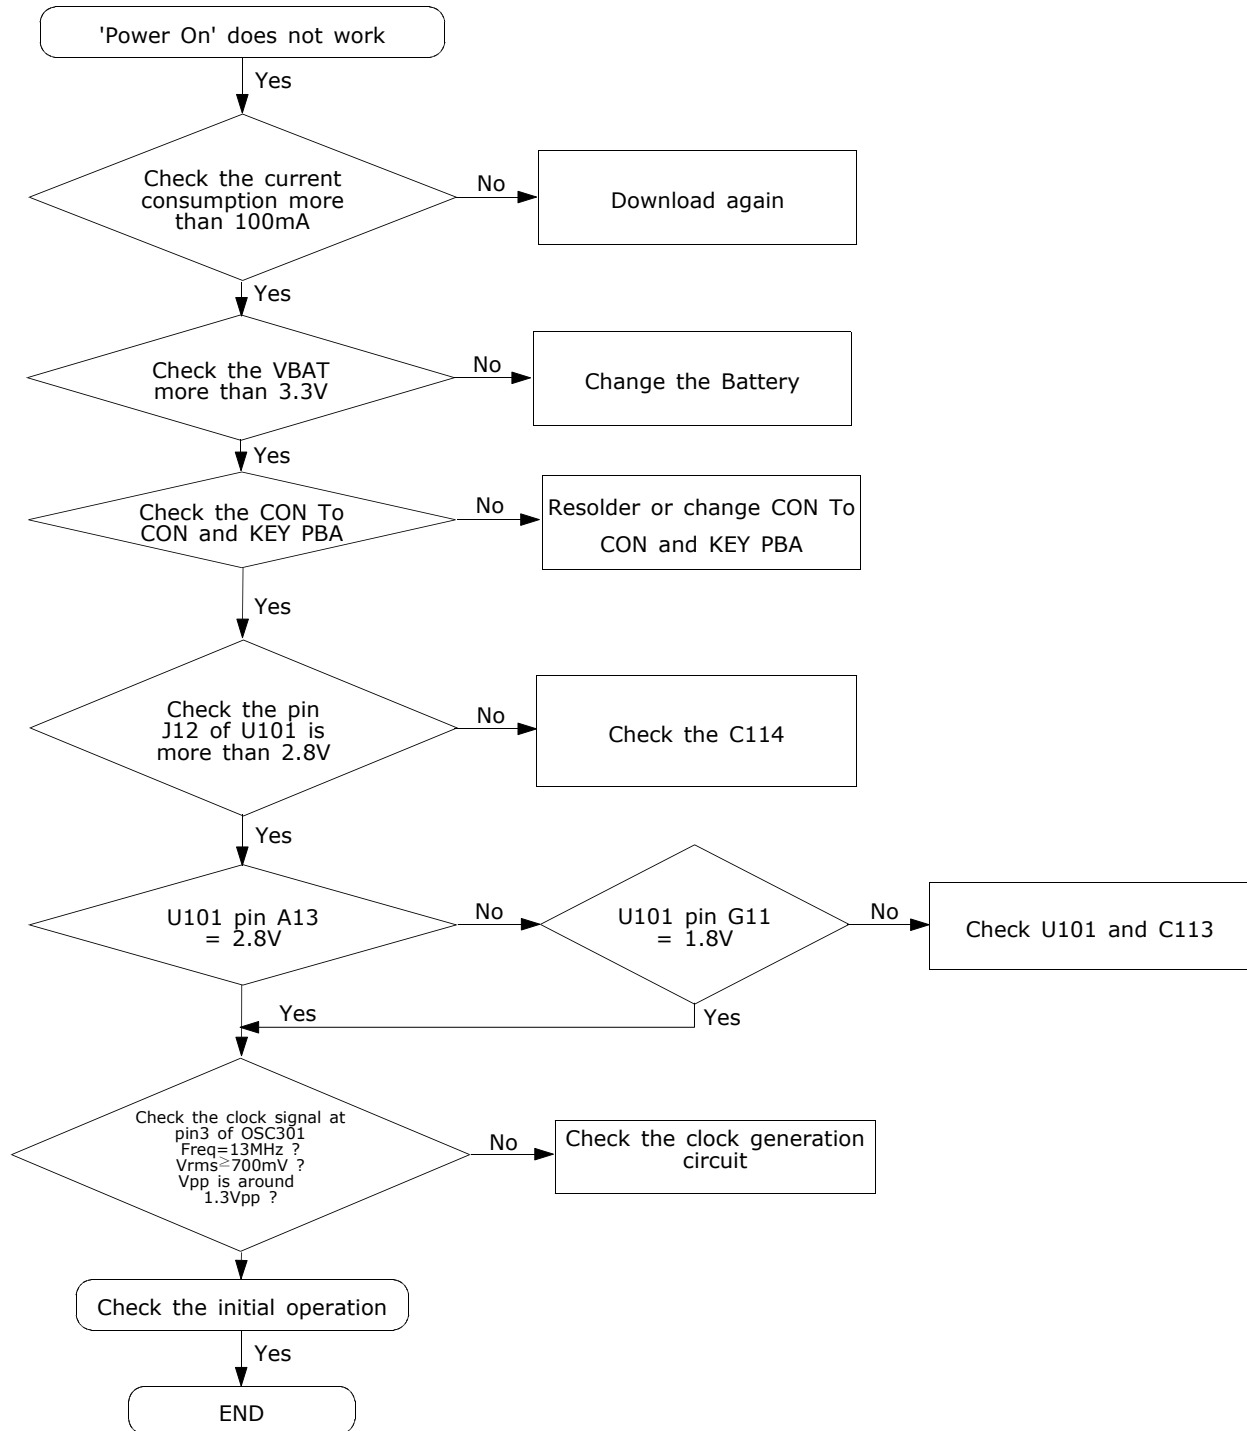 'Power On' does not work
Yes
Check the current
consumption more
than 100mA
No
Download again
Yes
Check the VBAT
more than 3.3V
No
Change the Battery
Yes
Check the CON To
CON and KEY PBA
No
Resolder or change CON To
CON and KEY PBA
Yes
Check the pin
J12 of U101 is
more than 2.8V
No
Check the C114
Yes
U101 pin A13
= 2.8V
No
U101 pin G11
= 1.8V
No
Check U101 and C113
Yes
Yes
Check the clock signal at
pin3 of OSC301
Freq=13MHz ?
Vrms≧700mV ?
Vpp is around
1.3Vpp ?
No
Check the clock generation
circuit
Check the initial operation
Yes
END